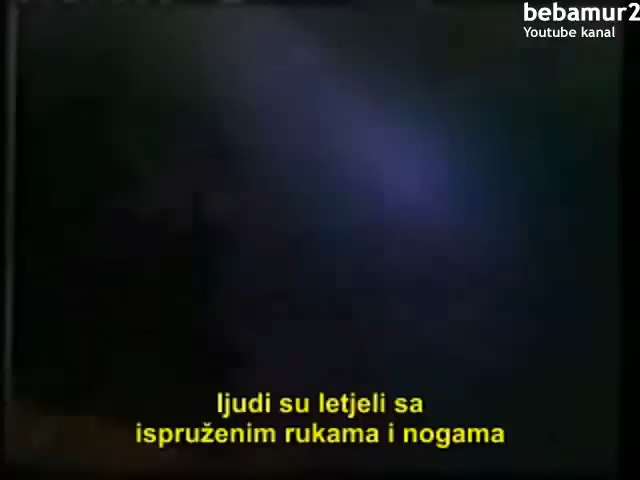 bebamur2
Youtube kanal
ljudi su letjeli sa
ispruženim rukama i nogama